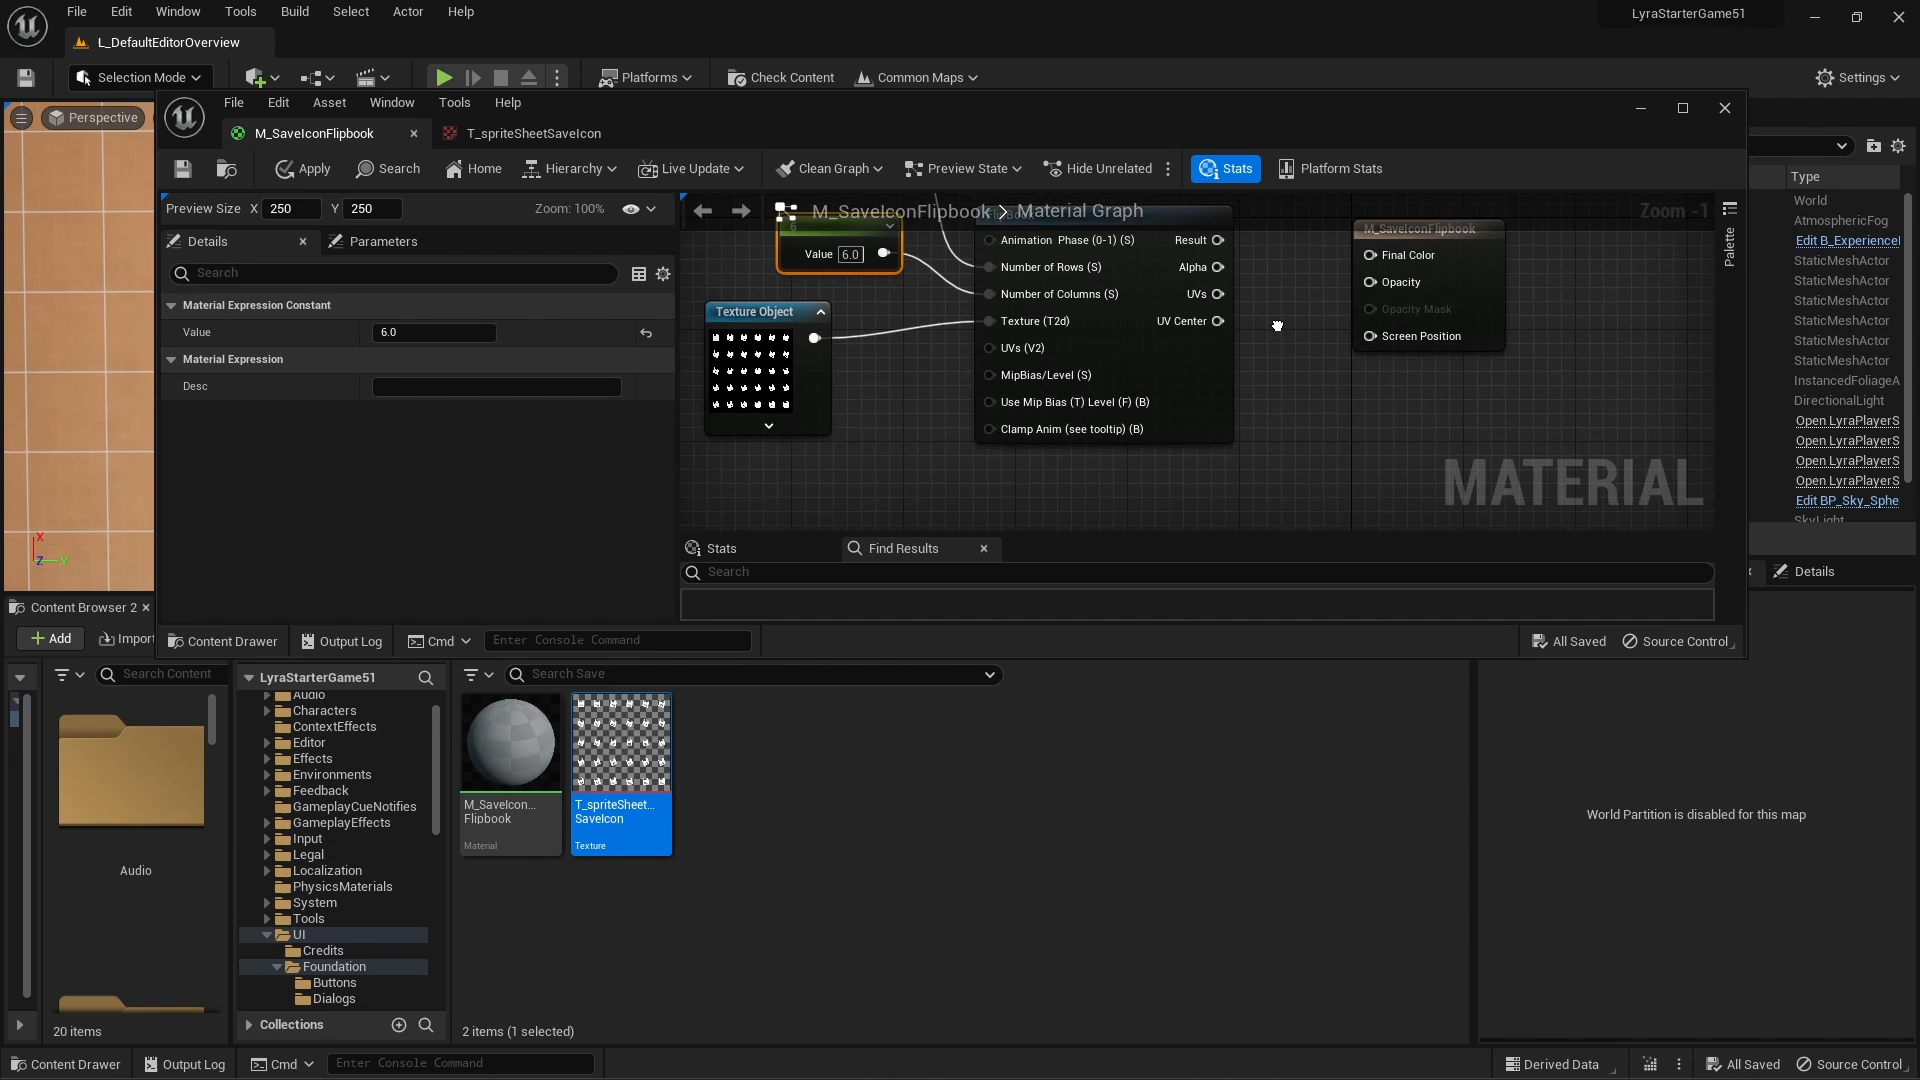 File Edit Window Tools Build Select Actor Help
LyraStarterGame51
L_DefaultEditorOverview
Selection Mode
Platforms
Check Content
Common Maps
Settings
Perspective
File Edit Asset Window Tools Help
M_SaveIconFlipbook
T_spriteSheetSaveIcon
Apply
Search
Home
Hierarchy
Live Update
Clean Graph
Preview State
Hide Unrelated
Stats
Platform Stats
Preview Size X 250 Y 250 Zoom: 100%
Details
Parameters
Search
Material Expression Constant
Value 6.0
Material Expression
Desc
M_SaveIconFlipbook > Material Graph
Zoom -1
Palette
6
Value 6.0
Texture Object
Animation Phase (0-1) (S) Result
Number of Rows (S) Alpha
Number of Columns (S) UVs
Texture (T2d) UV Center
UVs (V2)
MipBias/Level (S)
Use Mip Bias (T) Level (F) (B)
Clamp Anim (see tooltip) (B)
M_SaveIconFlipbook
Final Color
Opacity
Opacity Mask
Screen Position
MATERIAL
Stats
Find Results
Search
Content Drawer
Output Log
Cmd
Enter Console Command
All Saved
Source Control
Type
World
AtmosphericFog
Edit B_Experience
StaticMeshActor
StaticMeshActor
StaticMeshActor
StaticMeshActor
StaticMeshActor
StaticMeshActor
InstancedFoliageA
DirectionalLight
Open LyraPlayerS
Open LyraPlayerS
Open LyraPlayerS
Open LyraPlayerS
Edit BP_Sky_Sphe
SkyLight
Details
World Partition is disabled for this map
X
Z Y
Content Browser 2
Add
Import
Search Content
Audio
20 items
LyraStarterGame51
Audio
Characters
ContextEffects
Editor
Effects
Environments
Feedback
GameplayCueNotifies
GameplayEffects
Input
Legal
Localization
PhysicsMaterials
System
Tools
UI
Credits
Foundation
Buttons
Dialogs
Collections
Search Save
M_SaveIcon...
Flipbook
Material
T_spriteSheet...
SaveIcon
Texture
2 items (1 selected)
Content Drawer
Output Log
Cmd
Enter Console Command
Derived Data
All Saved
Source Control